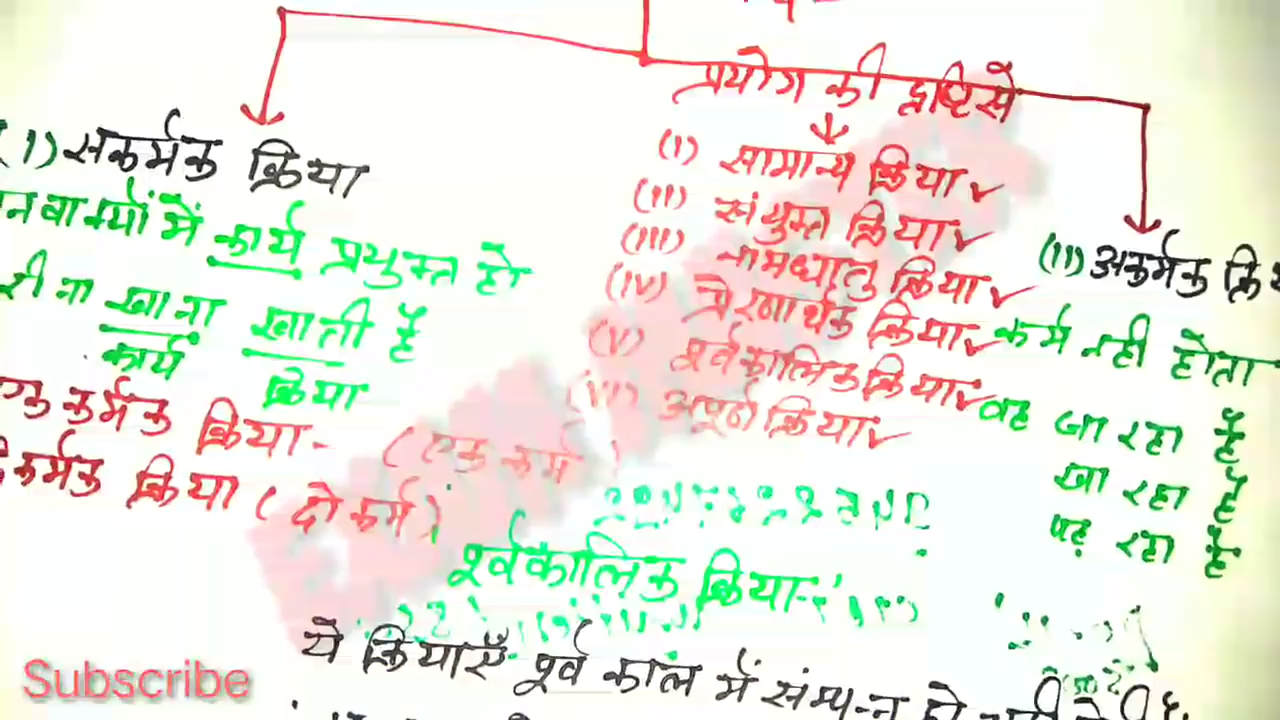 प्रयोग की दृष्टि से
(I) सकर्मक क्रिया
वाक्यों में कार्य प्रयुक्त हो
खाना खाती है
कार्य क्रिया
कर्मक क्रिया- (एक कर्म)
कर्मक क्रिया (दो कर्म)
(I) सामान्य क्रिया ✓
(II) संयुक्त क्रिया ✓
(III) नामधातु क्रिया ✓
(IV) प्रेरणार्थक क्रिया ✓
(V) पूर्वकालिक क्रिया ✓
(VI) अपूर्ण क्रिया ✓
(II) अकर्मक
कर्म नही होता
वह जा रहा है
खा रहा है
पढ़ रहा है
पूर्वकालिक क्रिया-
ये क्रियाएँ पूर्व काल में संम्पन्न हो
Subscribe